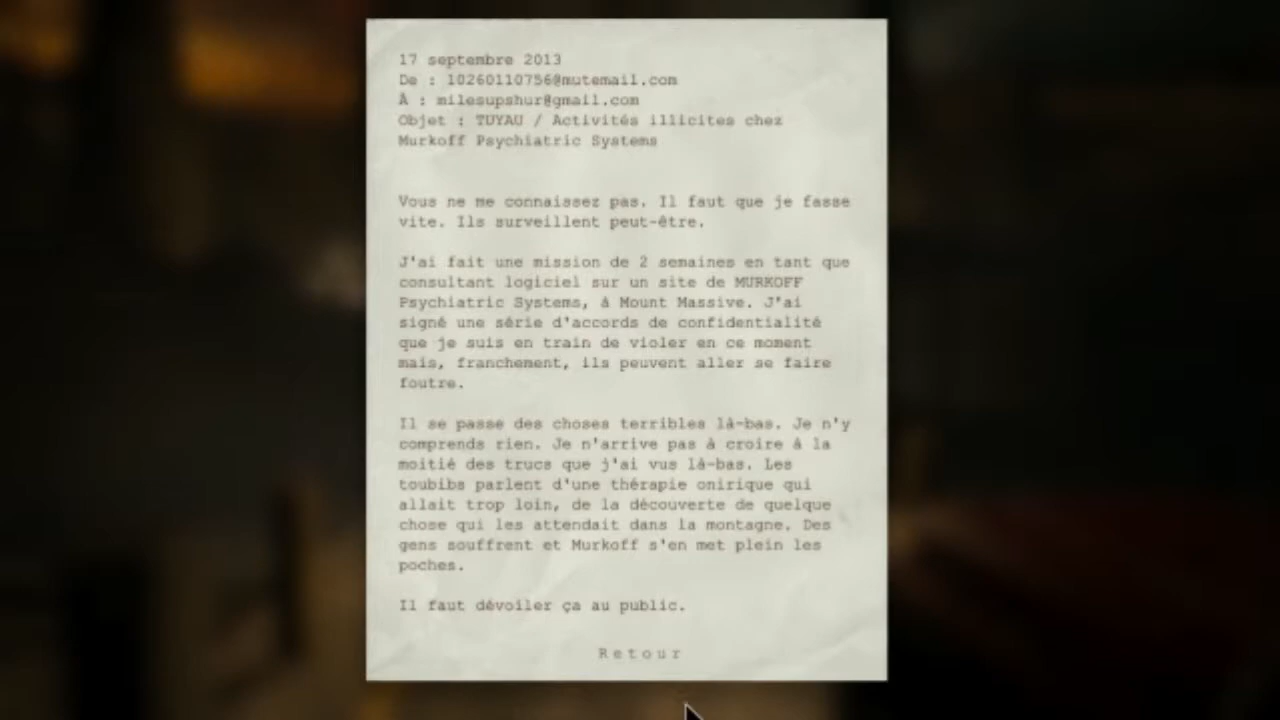 17 septembre 2013
De : 10260110756@mutemail.com
À : milesupshur@gmail.com
Objet : TUYAU / Activités illicites chez
Murkoff Psychiatric Systems
Vous ne me connaissez pas. Il faut que je fasse
vite. Ils surveillent peut-être.
J'ai fait une mission de 2 semaines en tant que
consultant logiciel sur un site de MURKOFF
Psychiatric Systems, à Mount Massive. J'ai
signé une série d'accords de confidentialité
que je suis en train de violer en ce moment
mais, franchement, ils peuvent aller se faire
foutre.
Il se passe des choses terribles là-bas. Je n'y
comprends rien. Je n'arrive pas à croire à la
moitié des trucs que j'ai vus là-bas. Les
toubibs parlent d'une thérapie onirique qui
allait trop loin, de la découverte de quelque
chose qui les attendait dans la montagne. Des
gens souffrent et Murkoff s'en met plein les
poches.
Il faut dévoiler ça au public.
Retour